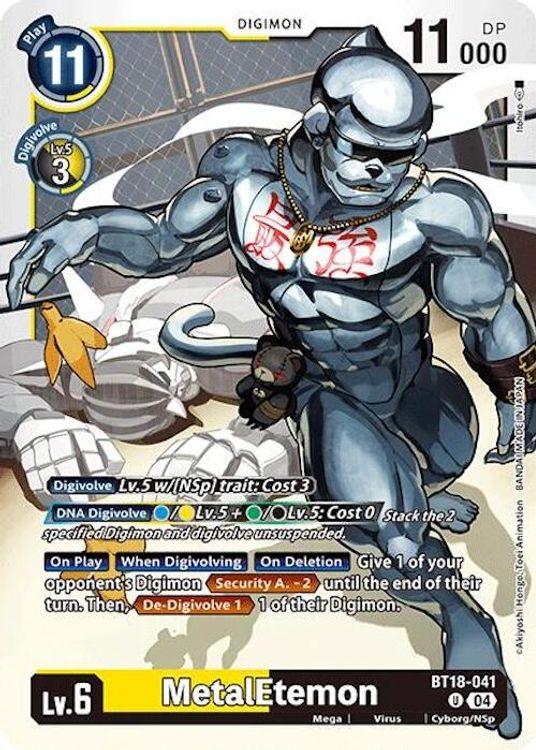 DIGIMON
Play
11
11 000
DP
Digivolve
Lv.5
3
Itohiro
最強
Digivolve Lv.5 w/[NSp] trait: Cost 3
DNA Digivolve / Lv.5 + / Lv.5: Cost 0 Stack the 2
specified Digimon and digivolve unsuspended.
On Play When Digivolving On Deletion Give 1 of your
opponent's Digimon Security A. -2 until the end of their
turn. Then, De-Digivolve 1 1 of their Digimon.
©Akiyoshi Hongo, Toei Animation BANDAI MADE IN JAPAN
Lv.6
MetalEtemon
BT18-041
U 04
Mega | Virus | Cyborg/NSp